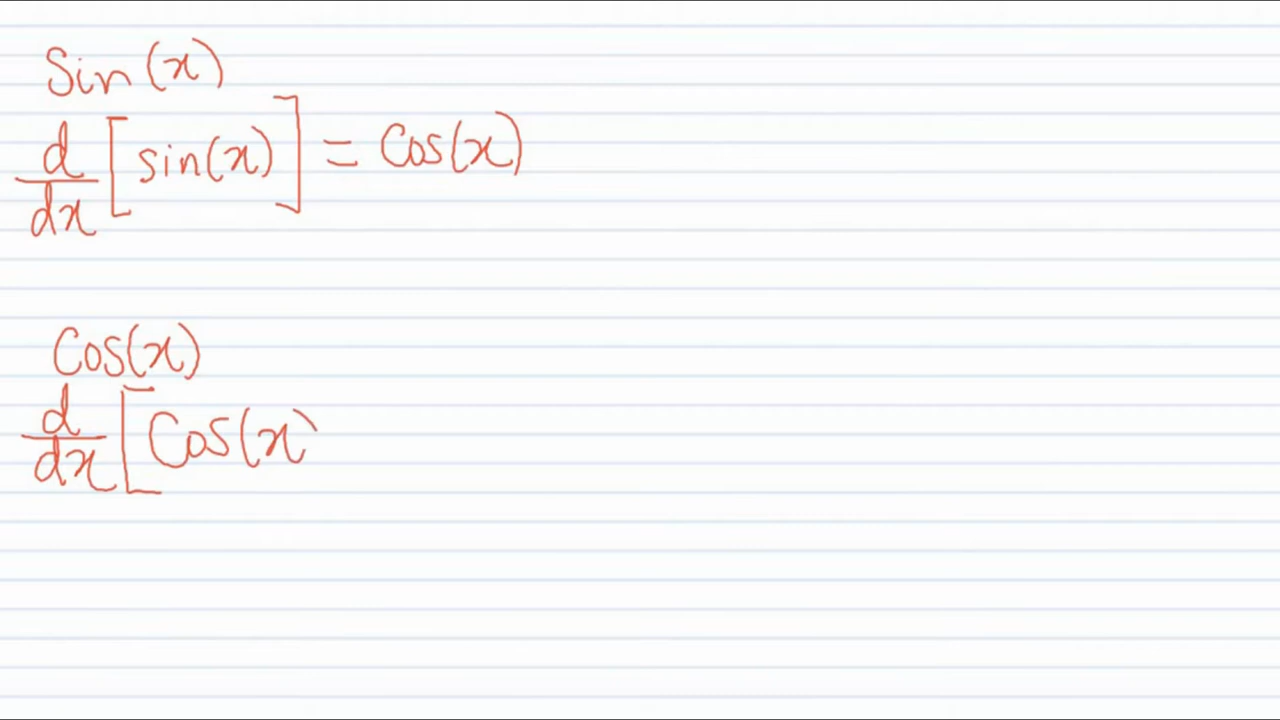 Sin(x)
d/dx [sin(x)] = Cos(x)
Cos(x)
d/dx [Cos(x)